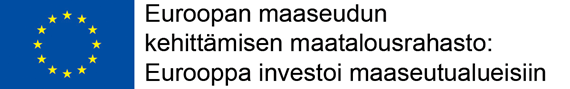 Euroopan maaseudun
kehittämisen maatalousrahasto:
Eurooppa investoi maaseutualueisiin